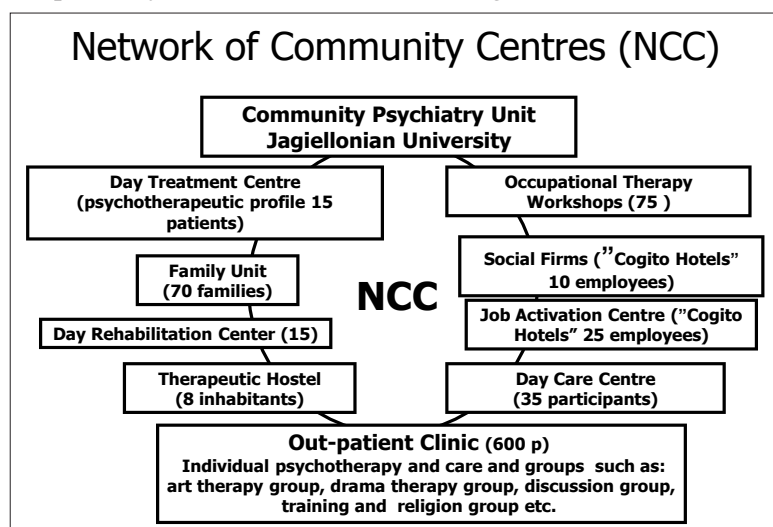 Network of Community Centres (NCC)
Community Psychiatry Unit
Jagiellonian University
Day Treatment Centre
(psychotherapeutic profile 15
patients)
Occupational Therapy
Workshops (75 )
Family Unit
(70 families)
NCC
Social Firms (”Cogito Hotels”
10 employees)
Day Rehabilitation Center (15)
Job Activation Centre (”Cogito
Hotels” 25 employees)
Therapeutic Hostel
(8 inhabitants)
Day Care Centre
(35 participants)
Out-patient Clinic (600 p)
Individual psychotherapy and care and groups such as:
art therapy group, drama therapy group, discussion group,
training and religion group etc.